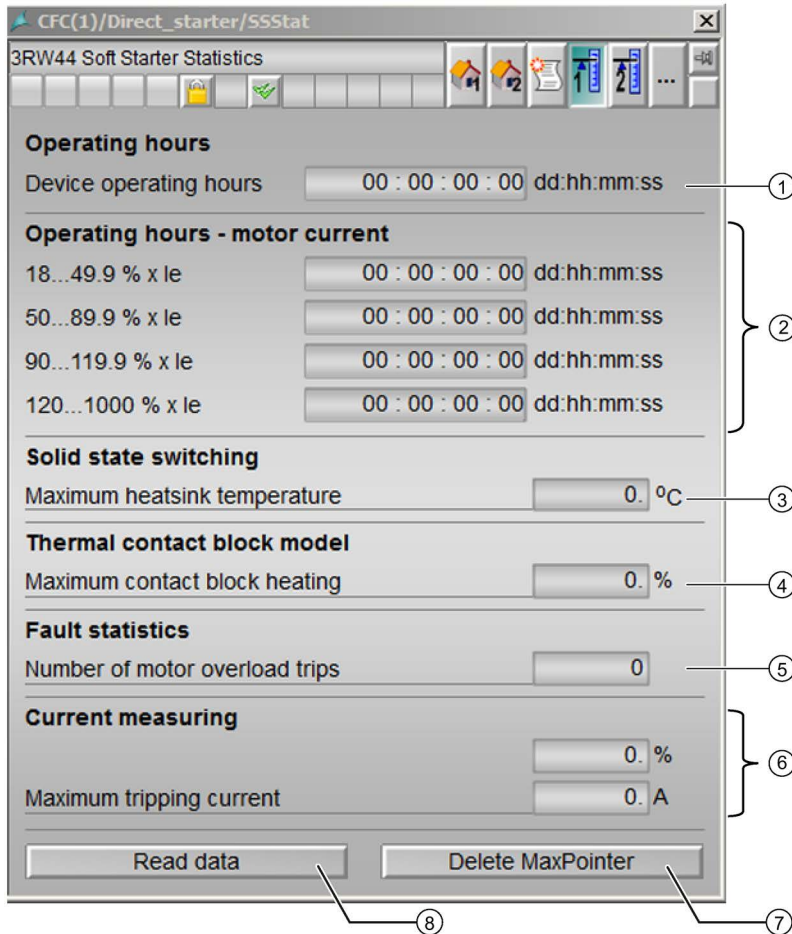 CFC(1)/Direct_starter/SSStat
3RW44 Soft Starter Statistics
#1 #2 1 2 ...
Operating hours
Device operating hours 00 : 00 : 00 : 00 dd:hh:mm:ss 1
Operating hours - motor current
18...49.9 % x Ie 00 : 00 : 00 : 00 dd:hh:mm:ss
50...89.9 % x Ie 00 : 00 : 00 : 00 dd:hh:mm:ss
2
90...119.9 % x Ie 00 : 00 : 00 : 00 dd:hh:mm:ss
120...1000 % x Ie 00 : 00 : 00 : 00 dd:hh:mm:ss
Solid state switching
Maximum heatsink temperature 0. ºC 3
Thermal contact block model
Maximum contact block heating 0. % 4
Fault statistics
Number of motor overload trips 0 5
Current measuring
0. % 6
Maximum tripping current 0. A
Read data Delete MaxPointer
8 7